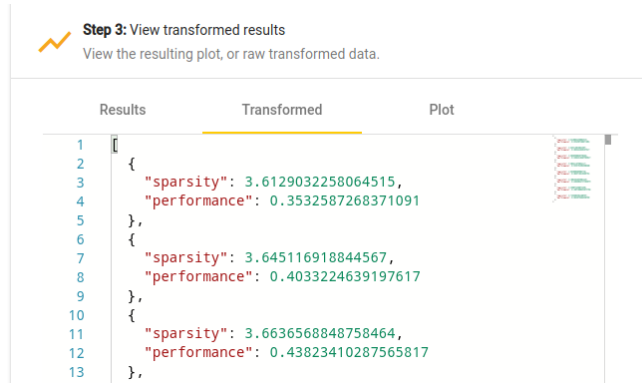 Step 3: View transformed results
View the resulting plot, or raw transformed data.
Results Transformed Plot
1 [
2 {
3 "sparsity": 3.6129032258064515,
4 "performance": 0.3532587268371091
5 },
6 {
7 "sparsity": 3.645116918844567,
8 "performance": 0.4033224639197617
9 },
10 {
11 "sparsity": 3.6636568848758464,
12 "performance": 0.43823410287565817
13 },